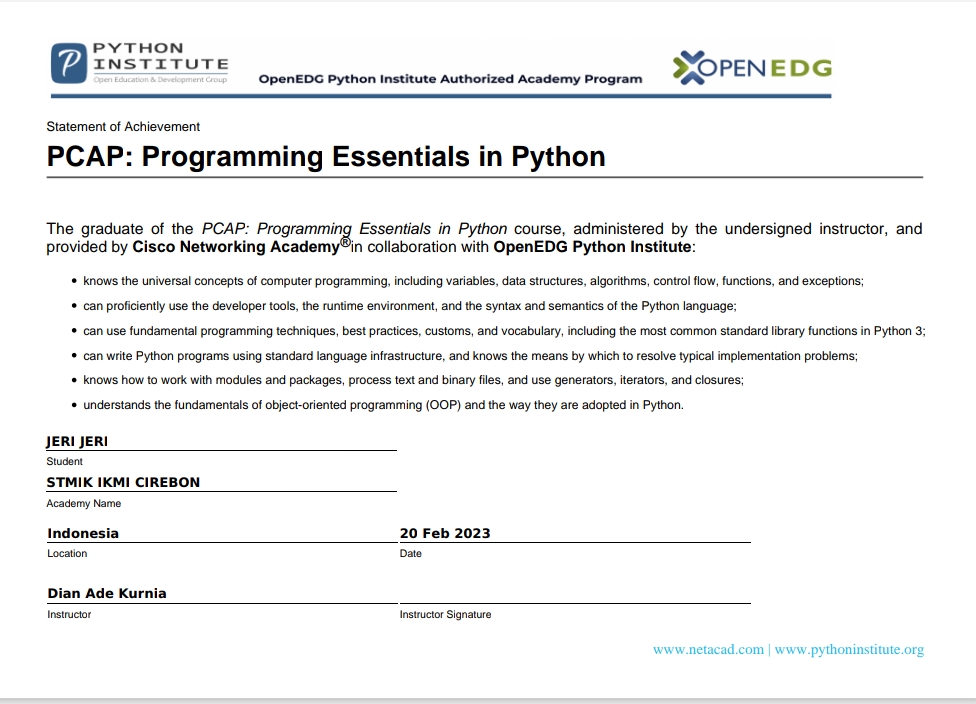 PYTHON
INSTITUTE
Open Education & Development Group
OpenEDG Python Institute Authorized Academy Program
OPENEDG
Statement of Achievement
PCAP: Programming Essentials in Python
The graduate of the PCAP: Programming Essentials in Python course, administered by the undersigned instructor, and
provided by Cisco Networking Academy®in collaboration with OpenEDG Python Institute:
• knows the universal concepts of computer programming, including variables, data structures, algorithms, control flow, functions, and exceptions;
• can proficiently use the developer tools, the runtime environment, and the syntax and semantics of the Python language;
• can use fundamental programming techniques, best practices, customs, and vocabulary, including the most common standard library functions in Python 3;
• can write Python programs using standard language infrastructure, and knows the means by which to resolve typical implementation problems;
• knows how to work with modules and packages, process text and binary files, and use generators, iterators, and closures;
• understands the fundamentals of object-oriented programming (OOP) and the way they are adopted in Python.
JERI JERI
Student
STMIK IKMI CIREBON
Academy Name
Indonesia 20 Feb 2023
Location Date
Dian Ade Kurnia
Instructor Instructor Signature
www.netacad.com | www.pythoninstitute.org